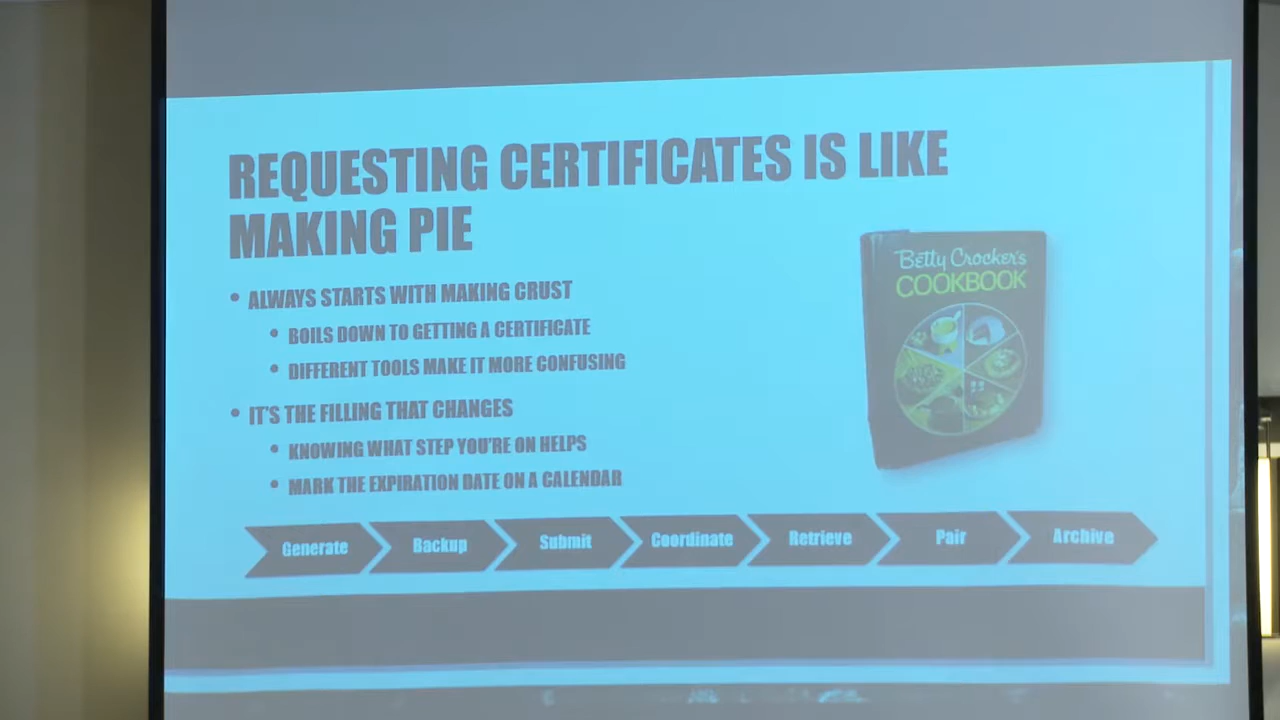 REQUESTING CERTIFICATES IS LIKE
MAKING PIE
• ALWAYS STARTS WITH MAKING CRUST
• BOILS DOWN TO GETTING A CERTIFICATE
• DIFFERENT TOOLS MAKE IT MORE CONFUSING
• IT'S THE FILLING THAT CHANGES
• KNOWING WHAT STEP YOU'RE ON HELPS
• MARK THE EXPIRATION DATE ON A CALENDAR
Betty Crocker's
COOKBOOK
Generate Backup Submit Coordinate Retrieve Pair Archive